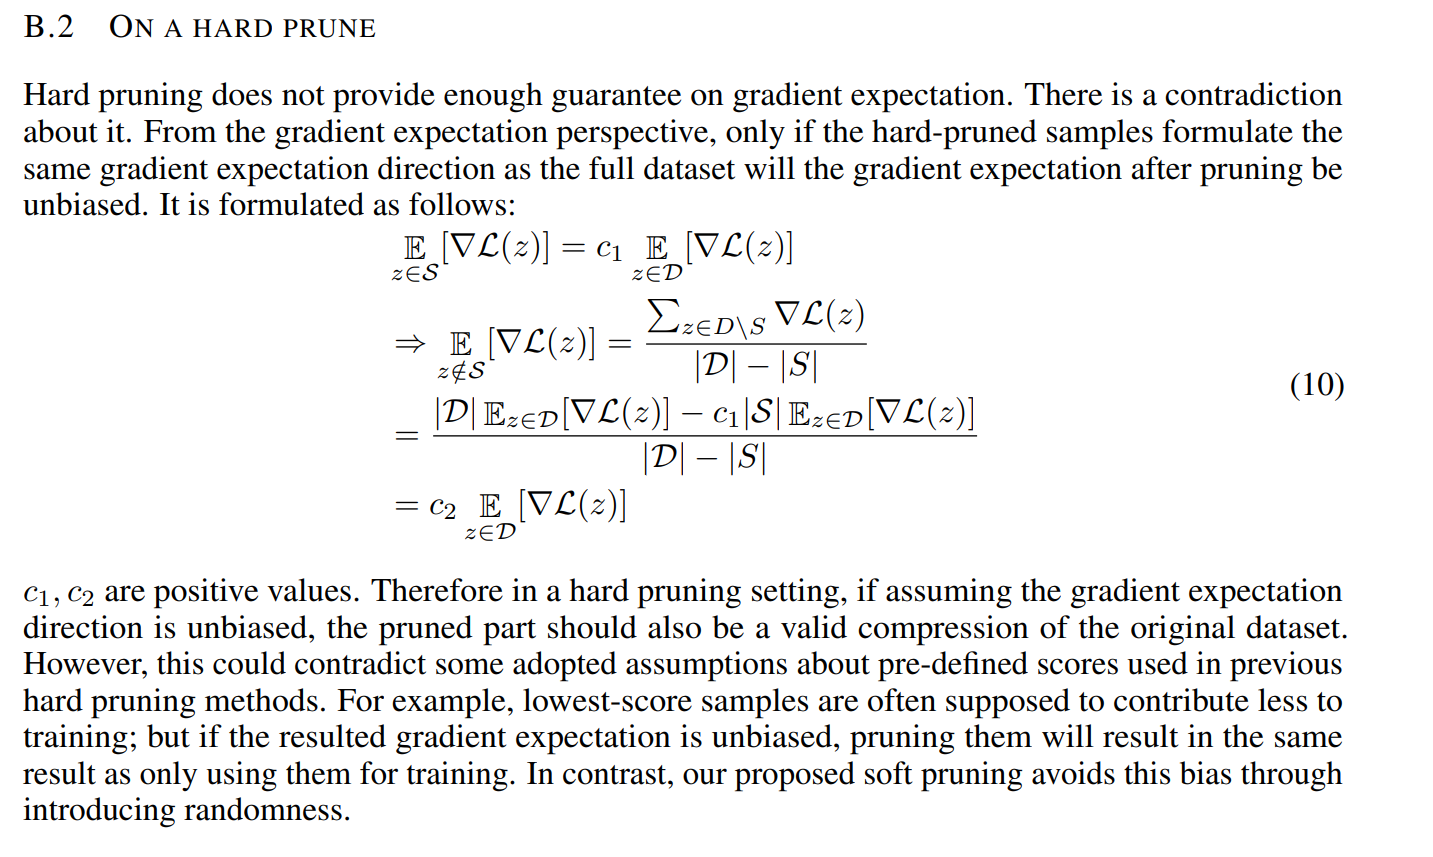 B.2 ON A HARD PRUNE
Hard pruning does not provide enough guarantee on gradient expectation. There is a contradiction
about it. From the gradient expectation perspective, only if the hard-pruned samples formulate the
same gradient expectation direction as the full dataset will the gradient expectation after pruning be
unbiased. It is formulated as follows:
𝔼_{z∈𝒮} [∇ℒ(z)] = c₁ 𝔼_{z∈𝒟} [∇ℒ(z)]
⇒ 𝔼_{z∉𝒮} [∇ℒ(z)] = \frac{∑_{z∈D\S} ∇ℒ(z)}{|𝒟| − |S|}
= \frac{|𝒟| 𝔼_{z∈𝒟}[∇ℒ(z)] − c₁|𝒮| 𝔼_{z∈𝒟}[∇ℒ(z)]}{|𝒟| − |S|}
= c₂ 𝔼_{z∈𝒟} [∇ℒ(z)]
(10)
c₁, c₂ are positive values. Therefore in a hard pruning setting, if assuming the gradient expectation
direction is unbiased, the pruned part should also be a valid compression of the original dataset.
However, this could contradict some adopted assumptions about pre-defined scores used in previous
hard pruning methods. For example, lowest-score samples are often supposed to contribute less to
training; but if the resulted gradient expectation is unbiased, pruning them will result in the same
result as only using them for training. In contrast, our proposed soft pruning avoids this bias through
introducing randomness.